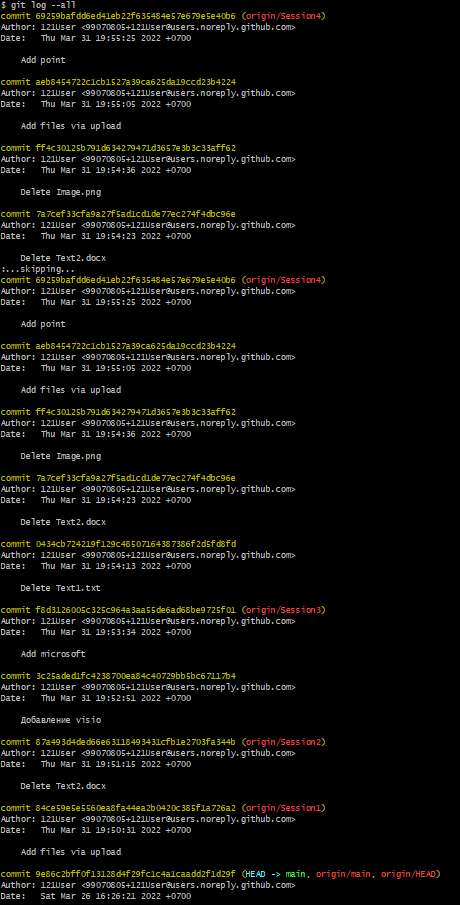 $ git log --all
commit 69259bafdd6ed41eb22f635484e57e679e5e40b6 (origin/Session4)
Author: 121User <99070805+121User@users.noreply.github.com>
Date:   Thu Mar 31 19:55:25 2022 +0700
Add point
commit aeb8454722c1cb1527a39ca625da19ccd23b4224
Author: 121User <99070805+121User@users.noreply.github.com>
Date:   Thu Mar 31 19:55:05 2022 +0700
Add files via upload
commit ff4c30125b791d634279471d3657e3b3c33aff62
Author: 121User <99070805+121User@users.noreply.github.com>
Date:   Thu Mar 31 19:54:36 2022 +0700
Delete Image.png
commit 7a7cef33cfa9a27f5ad1cd1de77ec274f4dbc96e
Author: 121User <99070805+121User@users.noreply.github.com>
Date:   Thu Mar 31 19:54:23 2022 +0700
Delete Text2.docx
:...skipping...
commit 69259bafdd6ed41eb22f635484e57e679e5e40b6 (origin/Session4)
Author: 121User <99070805+121User@users.noreply.github.com>
Date:   Thu Mar 31 19:55:25 2022 +0700
Add point
commit aeb8454722c1cb1527a39ca625da19ccd23b4224
Author: 121User <99070805+121User@users.noreply.github.com>
Date:   Thu Mar 31 19:55:05 2022 +0700
Add files via upload
commit ff4c30125b791d634279471d3657e3b3c33aff62
Author: 121User <99070805+121User@users.noreply.github.com>
Date:   Thu Mar 31 19:54:36 2022 +0700
Delete Image.png
commit 7a7cef33cfa9a27f5ad1cd1de77ec274f4dbc96e
Author: 121User <99070805+121User@users.noreply.github.com>
Date:   Thu Mar 31 19:54:23 2022 +0700
Delete Text2.docx
commit 0434cb724219f129c48507164387386f2d5fd8fd
Author: 121User <99070805+121User@users.noreply.github.com>
Date:   Thu Mar 31 19:54:13 2022 +0700
Delete Text1.txt
commit f8d3126005c325c964a3aa55de6ad68be9725f01 (origin/Session3)
Author: 121User <99070805+121User@users.noreply.github.com>
Date:   Thu Mar 31 19:53:34 2022 +0700
Add microsoft
commit 3c25aded1fc4238700ea84c40729bb5bc67117b4
Author: 121User <99070805+121User@users.noreply.github.com>
Date:   Thu Mar 31 19:52:51 2022 +0700
Добавление visio
commit 87a493d4ded66e63118493431cfb1e2703fa344b (origin/Session2)
Author: 121User <99070805+121User@users.noreply.github.com>
Date:   Thu Mar 31 19:51:15 2022 +0700
Delete Text2.docx
commit 84ce59e5e5560ea8fa44ea2b0420c385f1a726a2 (origin/Session1)
Author: 121User <99070805+121User@users.noreply.github.com>
Date:   Thu Mar 31 19:50:31 2022 +0700
Add files via upload
commit 9e86c2bff0f13128d4f29fc1c4a1caadd2f1d29f (HEAD -> main, origin/main, origin/HEAD)
Author: 121User <99070805+121User@users.noreply.github.com>
Date:   Sat Mar 26 16:26:21 2022 +0700